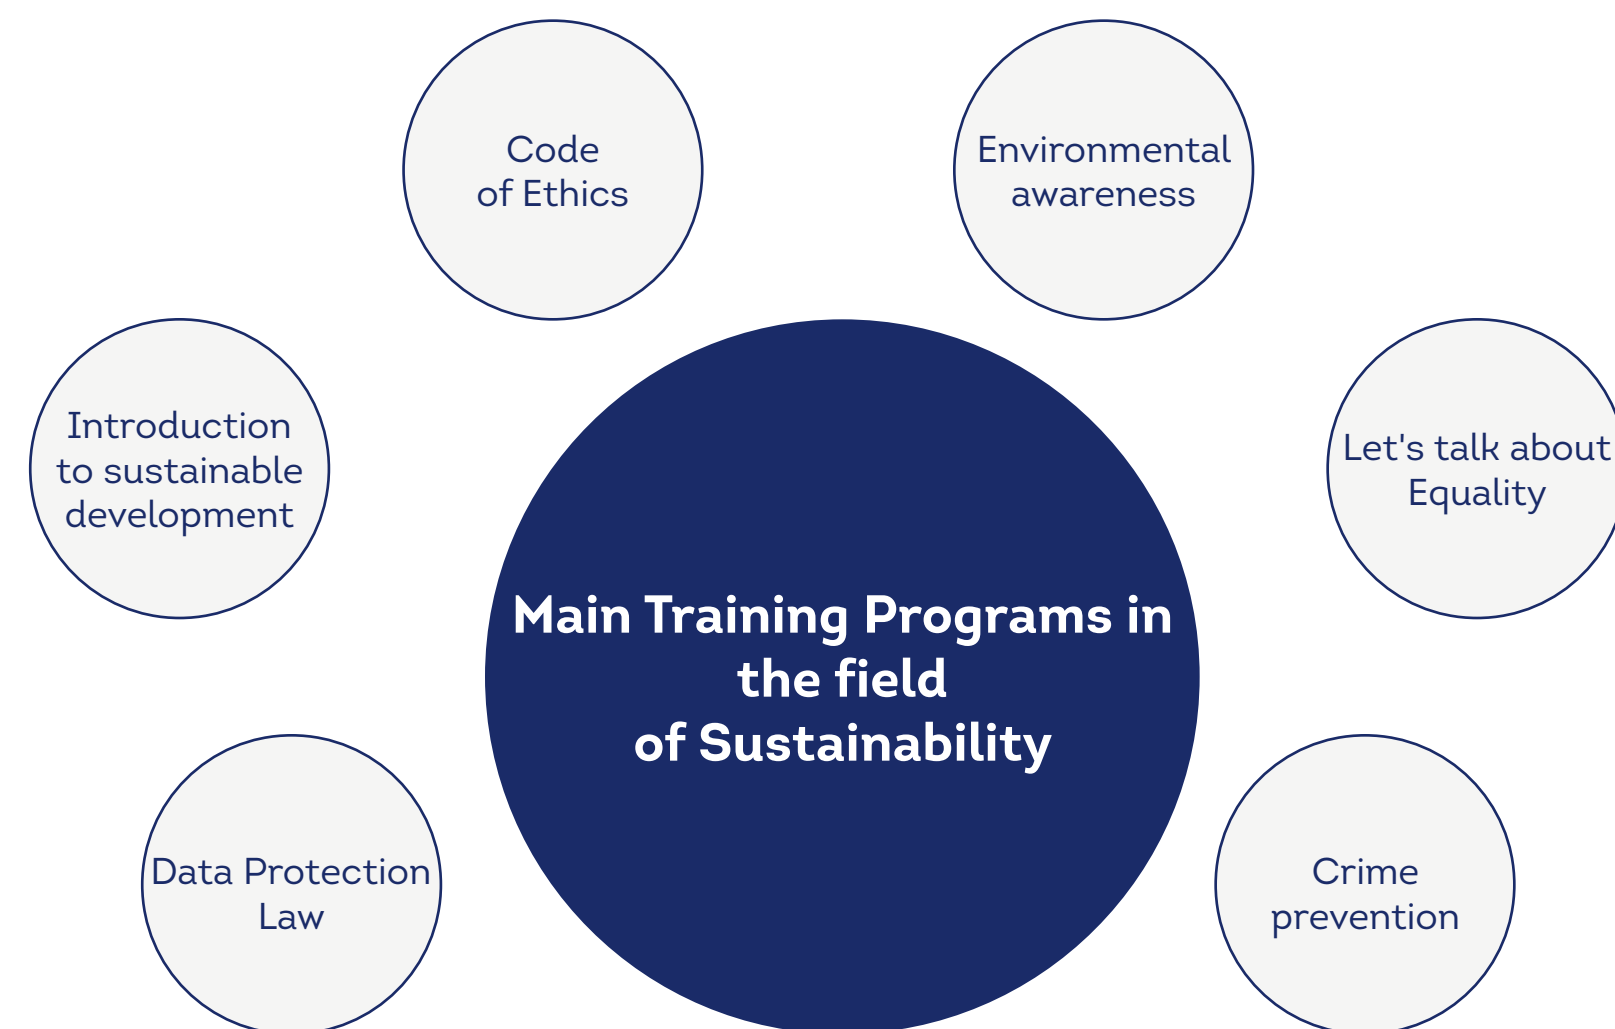 Code
of Ethics
Environmental
awareness
Introduction
to sustainable
development
Let's talk about
Equality
Main Training Programs in
the field
of Sustainability
Data Protection
Law
Crime
prevention